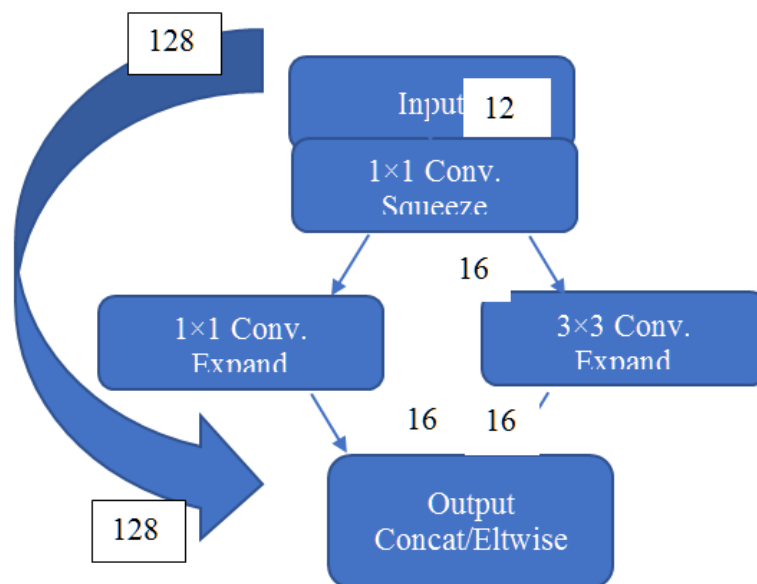 128
Input
12
1×1 Conv.
Squeeze
16
1×1 Conv.
Expand
3×3 Conv.
Expand
16 16
Output
Concat/Eltwise
128